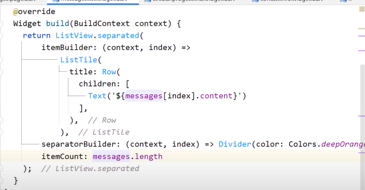 @override
Widget build(BuildContext context) {
return ListView.separated(
itemBuilder: (context, index) =>
ListTile(
title: Row(
children: [
Text('${messages[index].content}')
],
), // Row
), // ListTile
separatorBuilder: (context, index) => Divider(color: Colors.deepOrang
itemCount: messages.length
); // ListView.separated
}